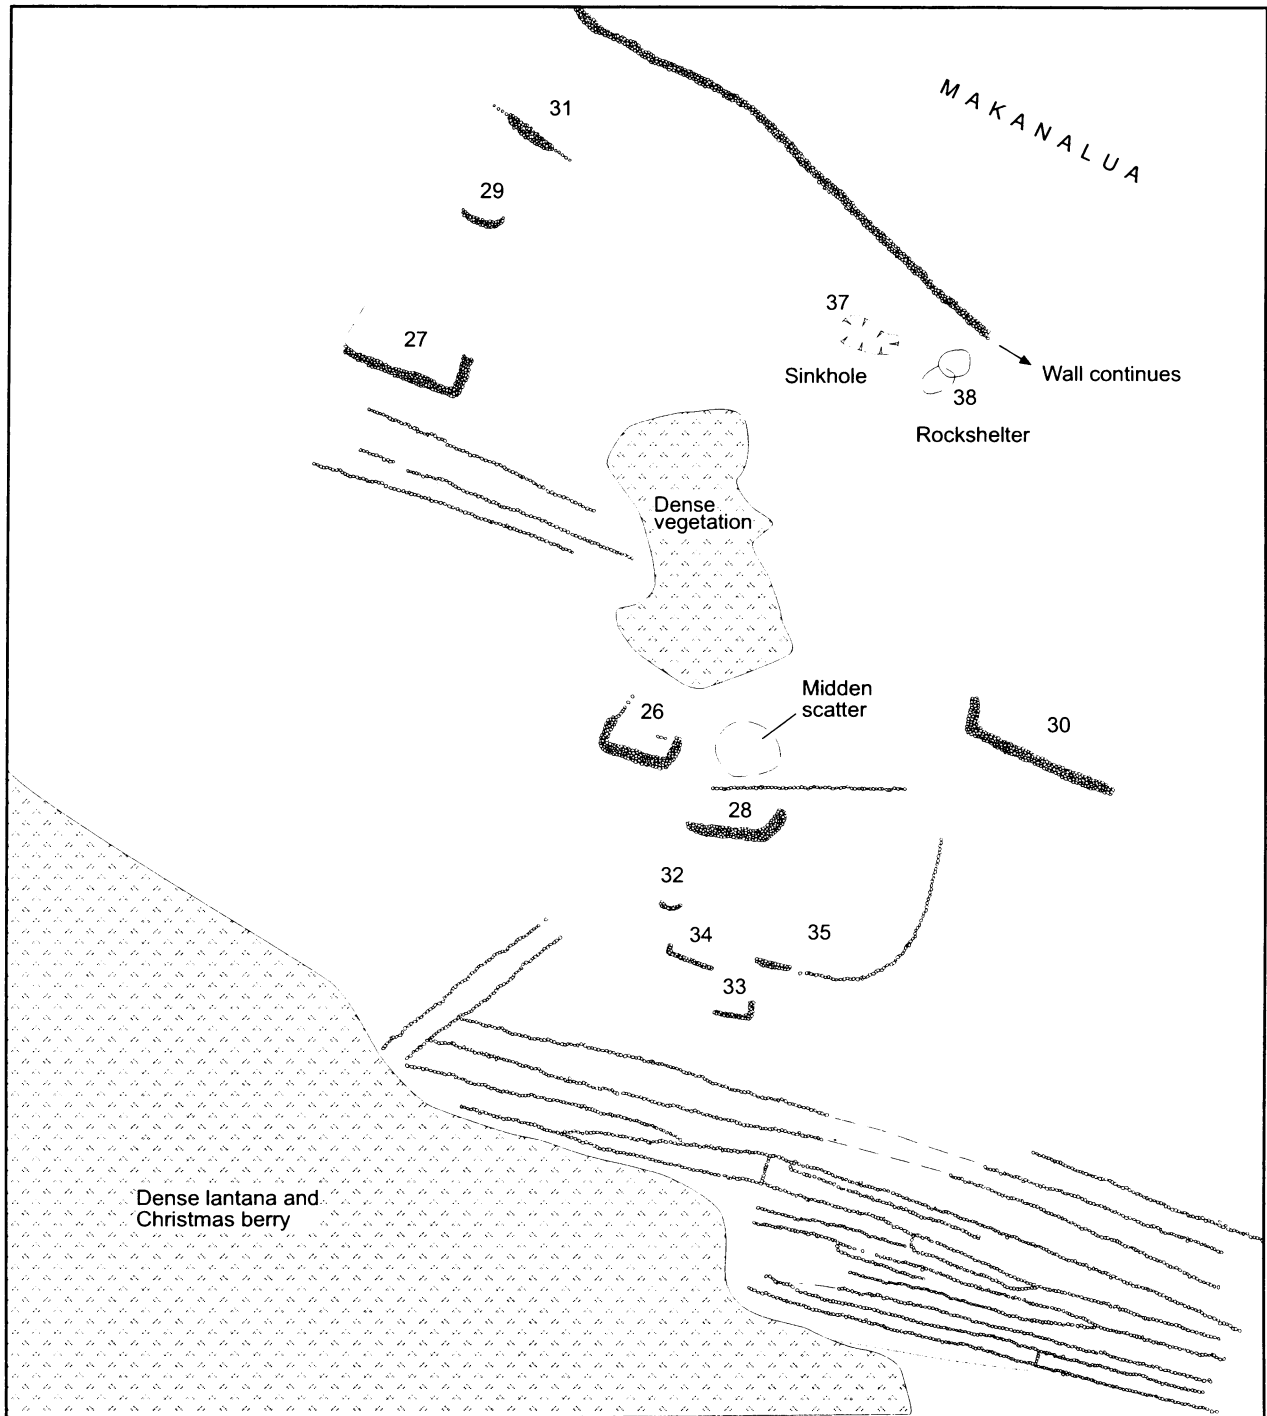 MAKANALUA
31
29
37
27
Sinkhole
Wall continues
38
Rockshelter
Dense
vegetation
Midden
scatter
26
30
28
32
34
35
33
Dense lantana and
Christmas berry